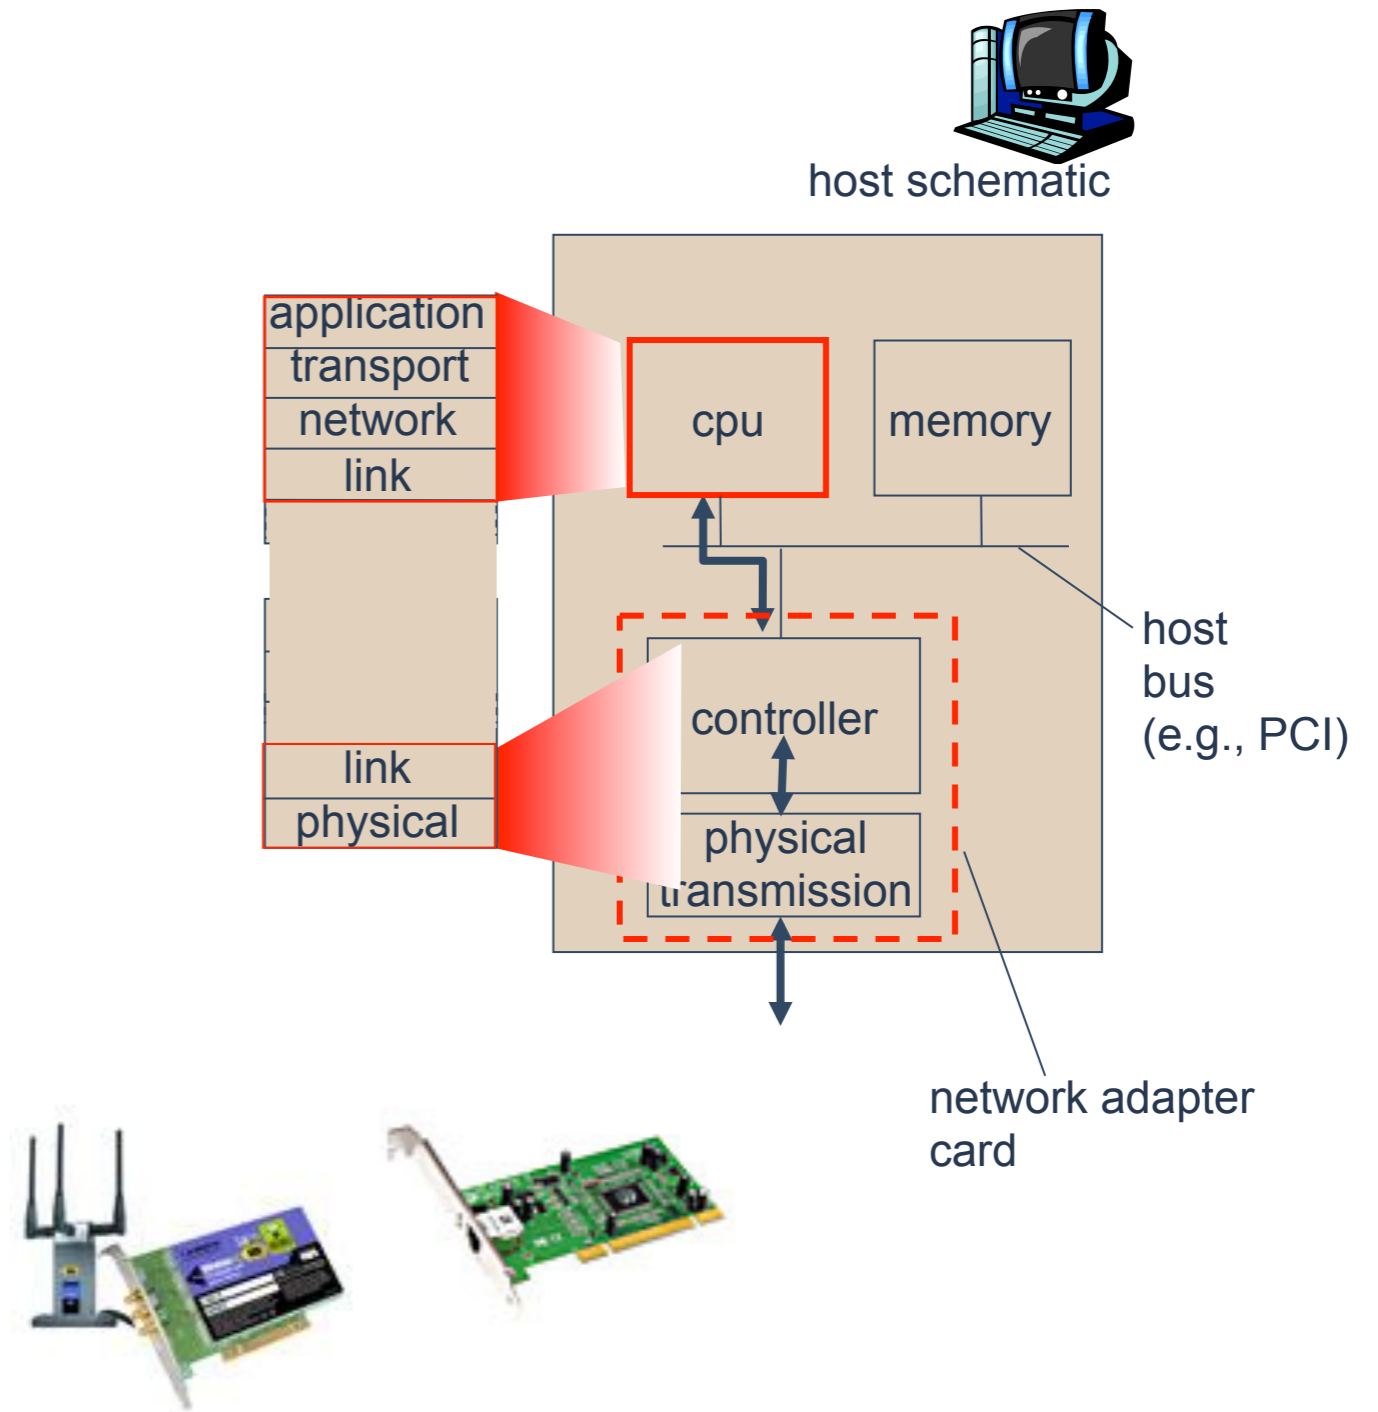 host schematic
application
transport
network
link
cpu
memory
host
bus
(e.g., PCI)
controller
link
physical
physical
transmission
network adapter
card